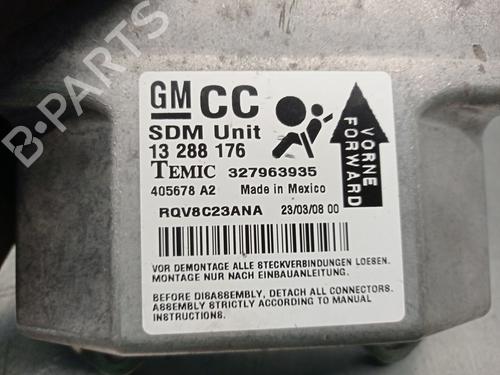 B-PARTS
GM CC
SDM Unit
13 288 176
TEMIC 327963935
405678 A2 Made in Mexico
RQV8C23ANA 23/03/08 00
VORNE
FORWARD
VOR DEMONTAGE ALLE STECKVERBINDUNGEN LOESEN.
MONTAGE NUR NACH EINBAUANLEITUNG.
BEFORE DISASSEMBLY, DETACH ALL CONNECTORS.
ASSEMBLY STRICTLY ACCORDING TO MANUAL
INSTRUCTIONS.